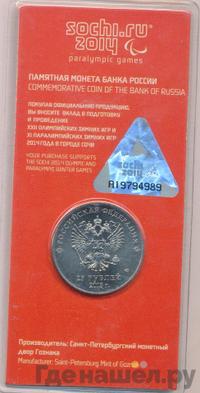 sochi.ru
2014
paralympic games
ПАМЯТНАЯ МОНЕТА БАНКА РОССИИ
COMMEMORATIVE COIN OF THE BANK OF RUSSIA
ПОКУПАЯ ОФИЦИАЛЬНУЮ ПРОДУКЦИЮ,
ВЫ ВНОСИТЕ ВКЛАД В ПОДГОТОВКУ
И ПРОВЕДЕНИЕ
XXII ОЛИМПИЙСКИХ ЗИМНИХ ИГР И
XI ПАРАЛИМПИЙСКИХ ЗИМНИХ ИГР
2014 ГОДА В ГОРОДЕ СОЧИ
YOUR PURCHASE SUPPORTS
THE SOCHI 2014 OLYMPIC AND
PARALYMPIC WINTER GAMES
sochi
2014
A19794989
РОССИЙСКАЯ ФЕДЕРАЦИЯ
25 РУБЛЕЙ
Производитель: Санкт-Петербургский монетный
двор Гознака
Manufacturer: Saint-Petersburg Mint of Goznak
Гденашел.ру